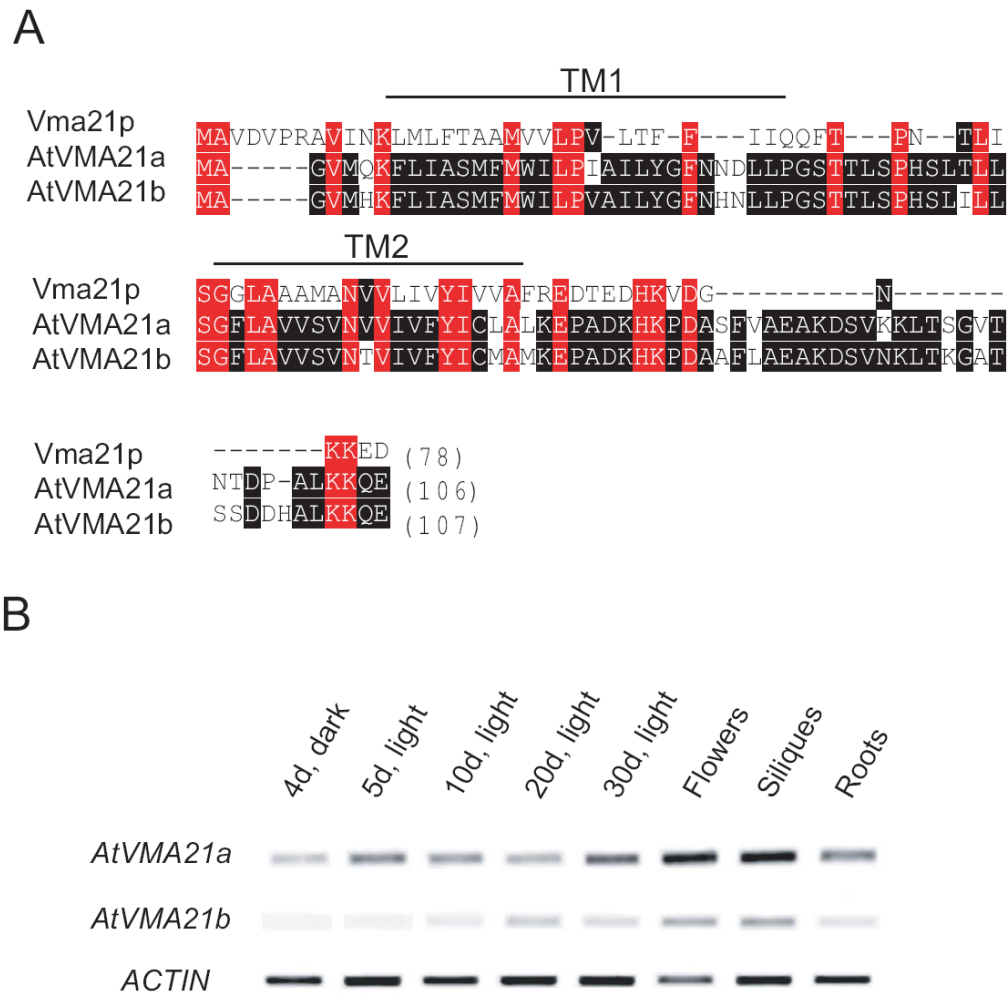 A
TM1
Vma21p MAVDVPRAVINKLMLFTAAMVVLPV-LTF-F---IIQQFT---PN--TLI
AtVMA21a MA-----GVMQKFLIASMFMWILPIAILYGFNNDLLPGSTTLSPHSLTLL
AtVMA21b MA-----GVMHKFLIASMFMWILPVAILYGFNHNLLPGSTTLSPHSLILL
TM2
Vma21p SGGLAAAMANVVLIVYIVVAFREDTEDHKVDG----------N-------
AtVMA21a SGFLAVVSVNVVIVFYICLALKEPADKHKPDASFVAEAKDSVKKLTSGVT
AtVMA21b SGFLAVVSVNTVIVFYICMAMKEPADKHKPDAAFLAEAKDSVNKLTKGAT
Vma21p -------KKED (78)
AtVMA21a NTDP-ALKKQE (106)
AtVMA21b SSDDHALKKQE (107)
B
4d, dark 5d, light 10d, light 20d, light 30d, light Flowers Siliques Roots
AtVMA21a
AtVMA21b
ACTIN